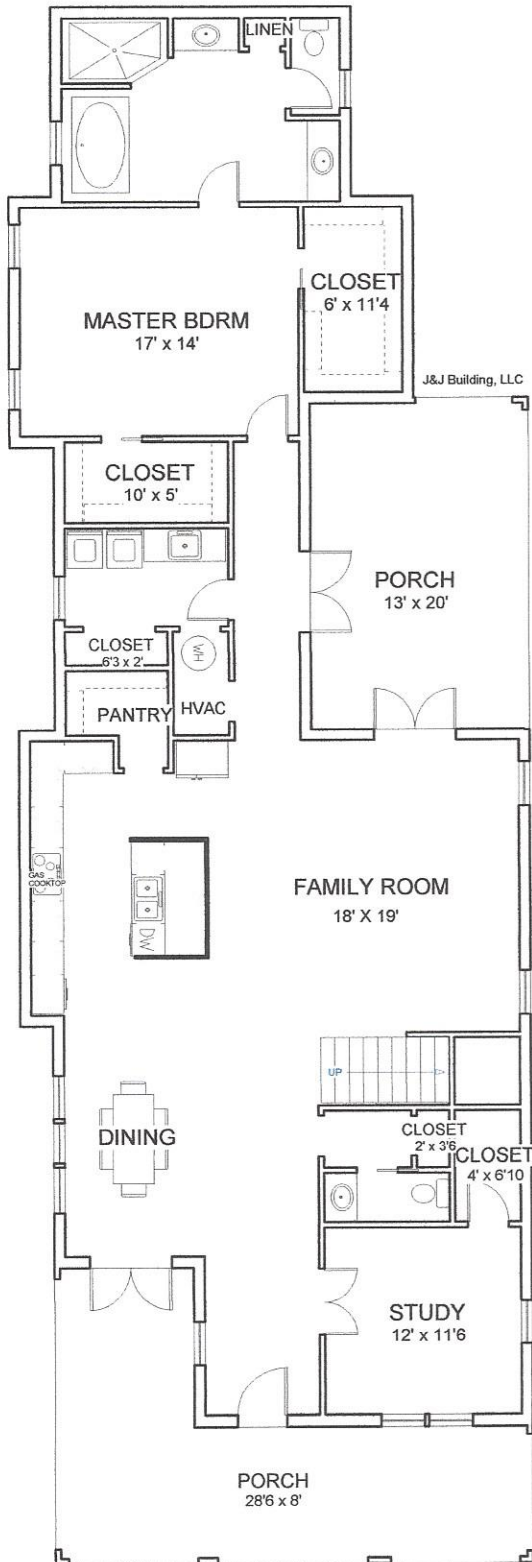 LINEN
CLOSET
6' x 11'4
MASTER BDRM
17' x 14'
J&J Building, LLC
CLOSET
10' x 5'
PORCH
13' x 20'
CLOSET
6'3 x 2'
WH
PANTRY
HVAC
GAS
COOKTOP
DW
FAMILY ROOM
18' X 19'
UP
DINING
CLOSET
2' x 3'6
CLOSET
4' x 6'10
STUDY
12' x 11'6
PORCH
28'6 x 8'